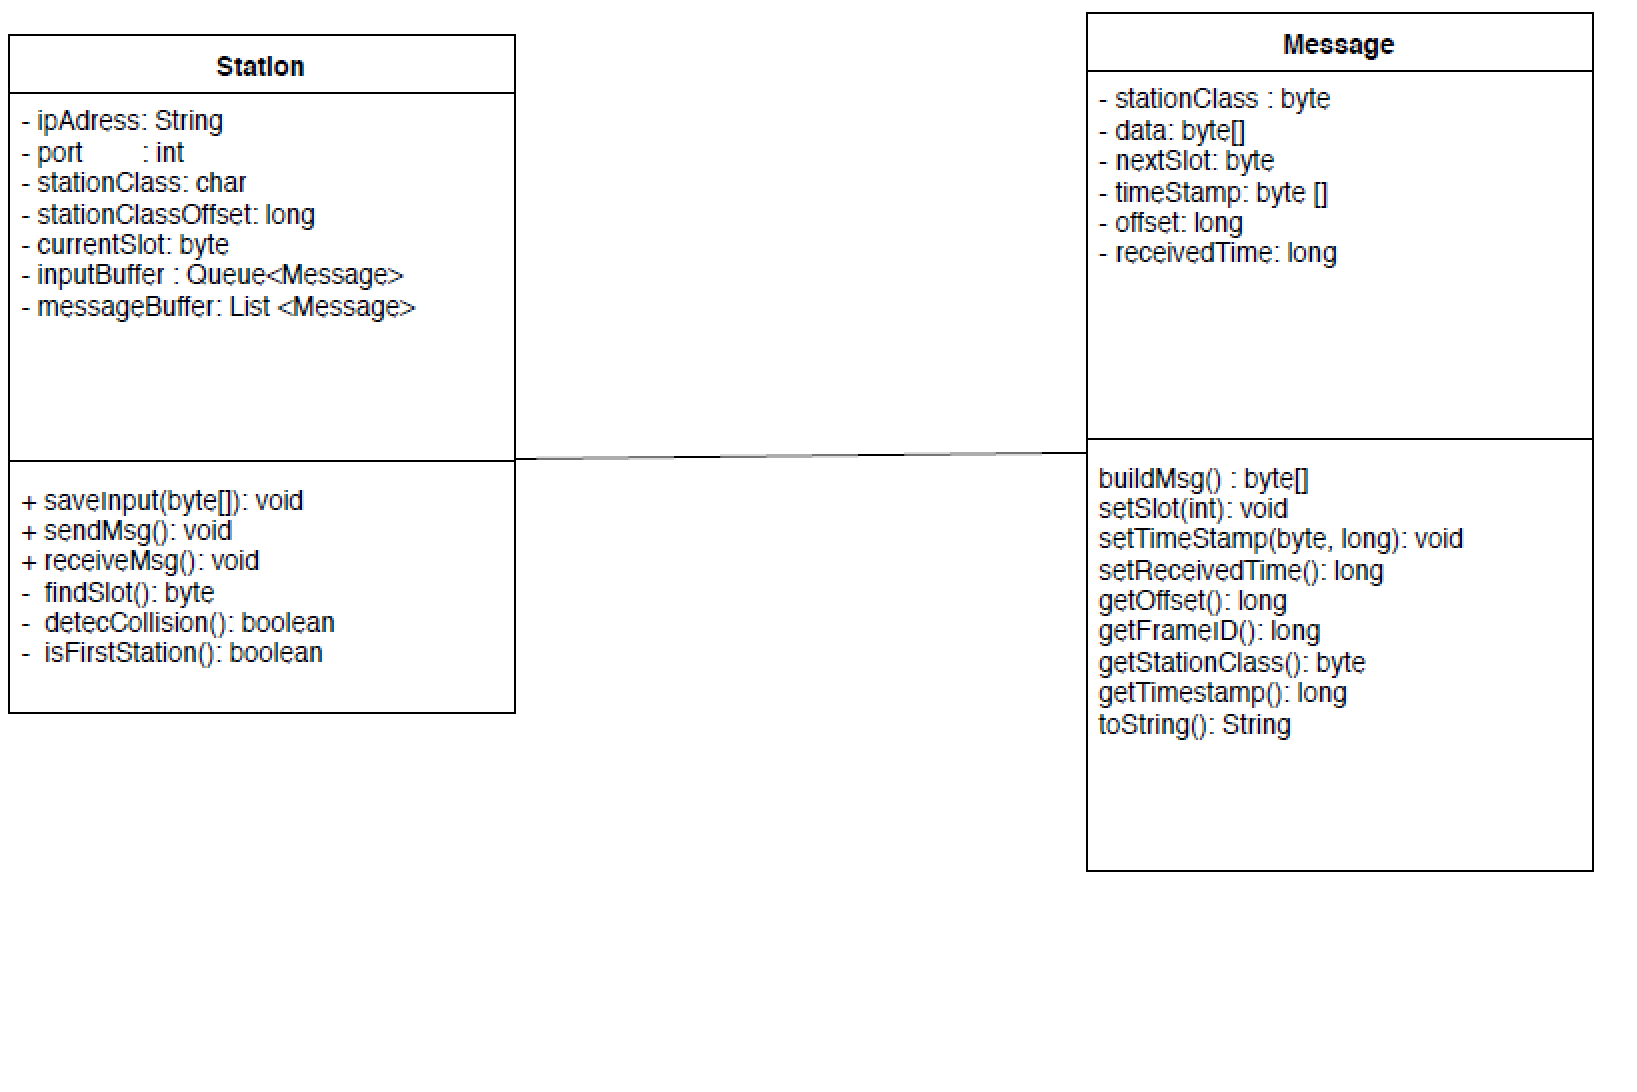 Station
- ipAdress: String
- port : int
- stationClass: char
- stationClassOffset: long
- currentSlot: byte
- inputBuffer : Queue<Message>
- messageBuffer: List <Message>
+ saveInput(byte[]): void
+ sendMsg(): void
+ receiveMsg(): void
- findSlot(): byte
- detecCollision(): boolean
- isFirstStation(): boolean
Message
- stationClass : byte
- data: byte[]
- nextSlot: byte
- timeStamp: byte []
- offset: long
- receivedTime: long
buildMsg() : byte[]
setSlot(int): void
setTimeStamp(byte, long): void
setReceivedTime(): long
getOffset(): long
getFrameID(): long
getStationClass(): byte
getTimestamp(): long
toString(): String